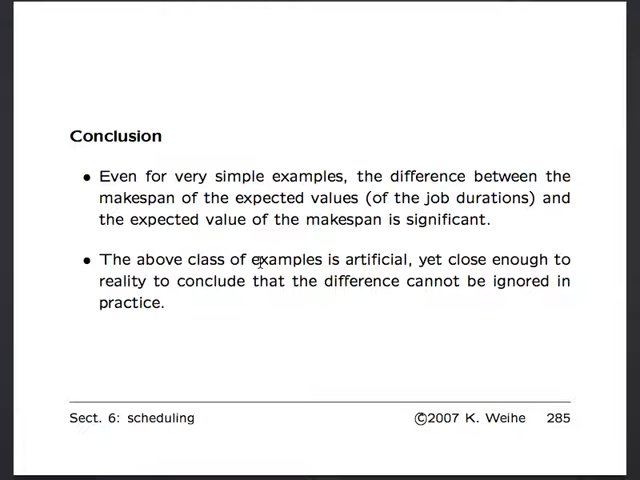 Conclusion
• Even for very simple examples, the difference between the
makespan of the expected values (of the job durations) and
the expected value of the makespan is significant.
• The above class of examples is artificial, yet close enough to
reality to conclude that the difference cannot be ignored in
practice.
Sect. 6: scheduling ©2007 K. Weihe 285